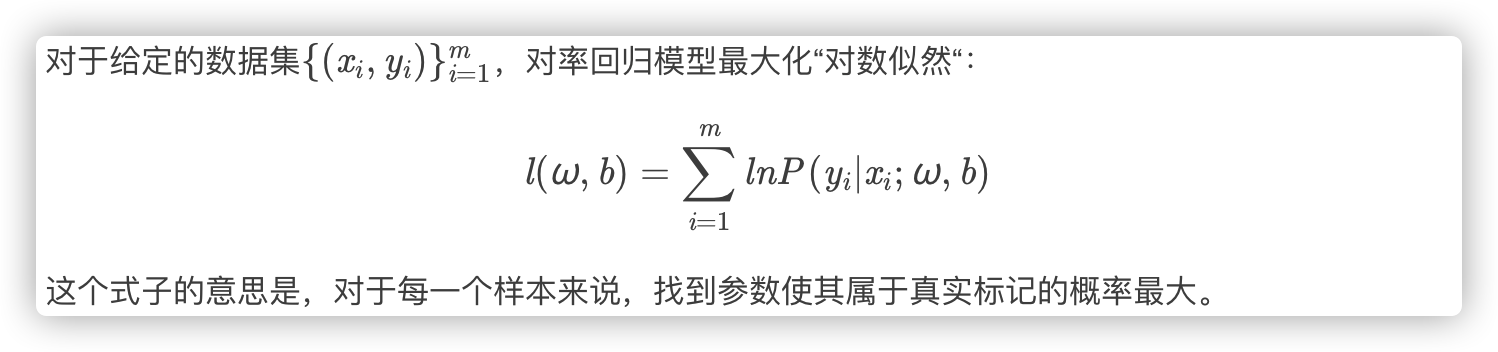 对于给定的数据集$\{(x_i, y_i)\}_{i=1}^m$，对率回归模型最大化“对数似然“：
$l(\omega, b) = \sum_{i=1}^{m} lnP(y_i|x_i; \omega, b)$
这个式子的意思是，对于每一个样本来说，找到参数使其属于真实标记的概率最大。